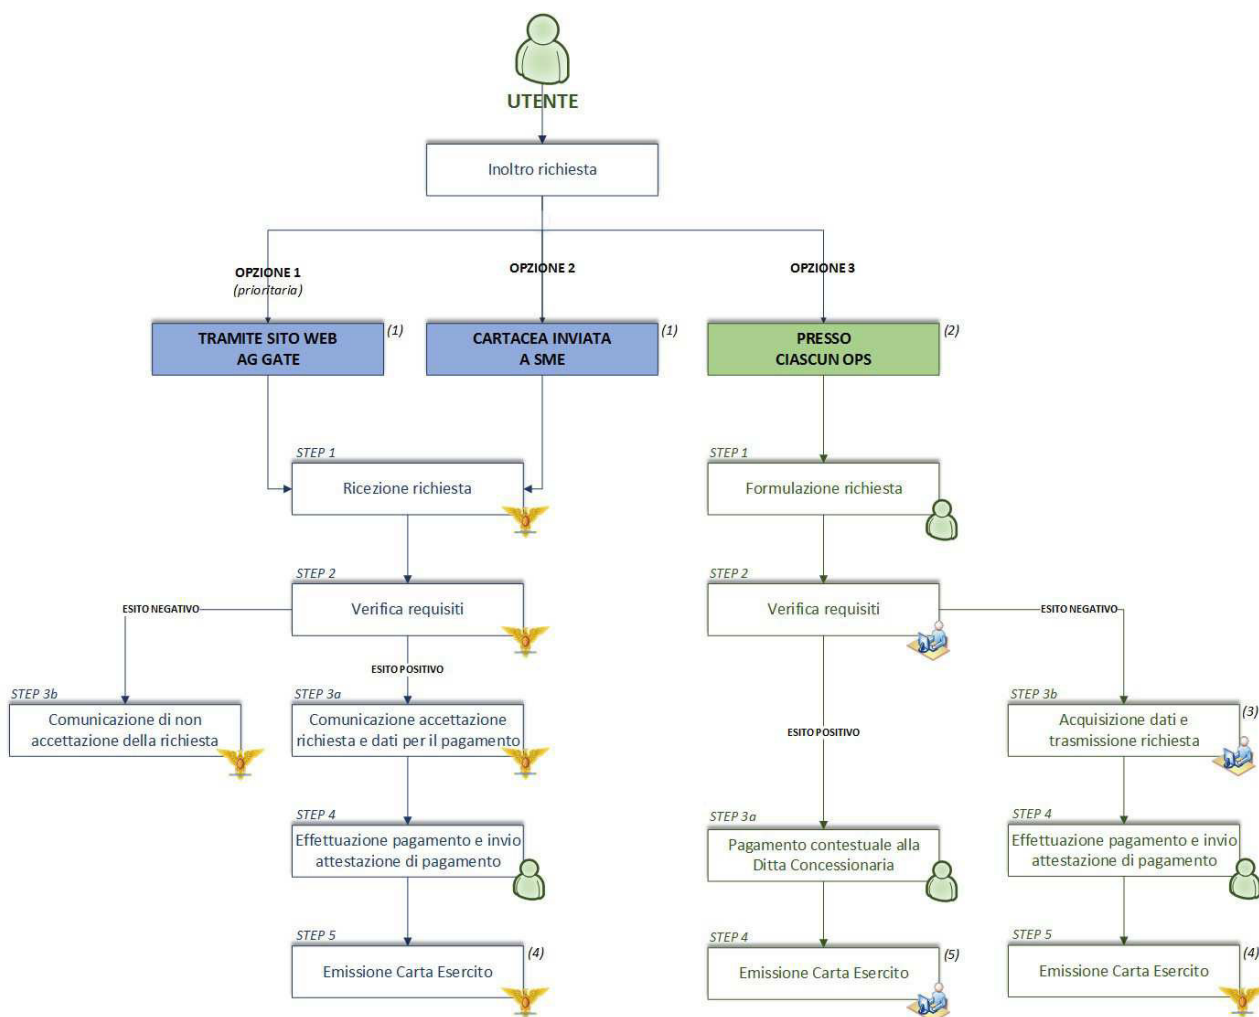 UTENTE
Inoltro richiesta
OPZIONE 1
(prioritaria)
OPZIONE 2
OPZIONE 3
TRAMITE SITO WEB
AG GATE
(1)
CARTACEA INVIATA
A SME
(1)
PRESSO
CIASCUN OPS
(2)
STEP 1
Ricezione richiesta
STEP 1
Formulazione richiesta
STEP 2
Verifica requisiti
STEP 2
Verifica requisiti
ESITO NEGATIVO
ESITO NEGATIVO
ESITO POSITIVO
STEP 3b
Comunicazione di non
accettazione della richiesta
STEP 3a
Comunicazione accettazione
richiesta e dati per il pagamento
ESITO POSITIVO
STEP 3b
Acquisizione dati e
trasmissione richiesta
(3)
STEP 4
Effettuazione pagamento e invio
attestazione di pagamento
STEP 3a
Pagamento contestuale alla
Ditta Concessionaria
STEP 4
Effettuazione pagamento e invio
attestazione di pagamento
STEP 5
Emissione Carta Esercito
(4)
STEP 4
Emissione Carta Esercito
(5)
STEP 5
Emissione Carta Esercito
(4)